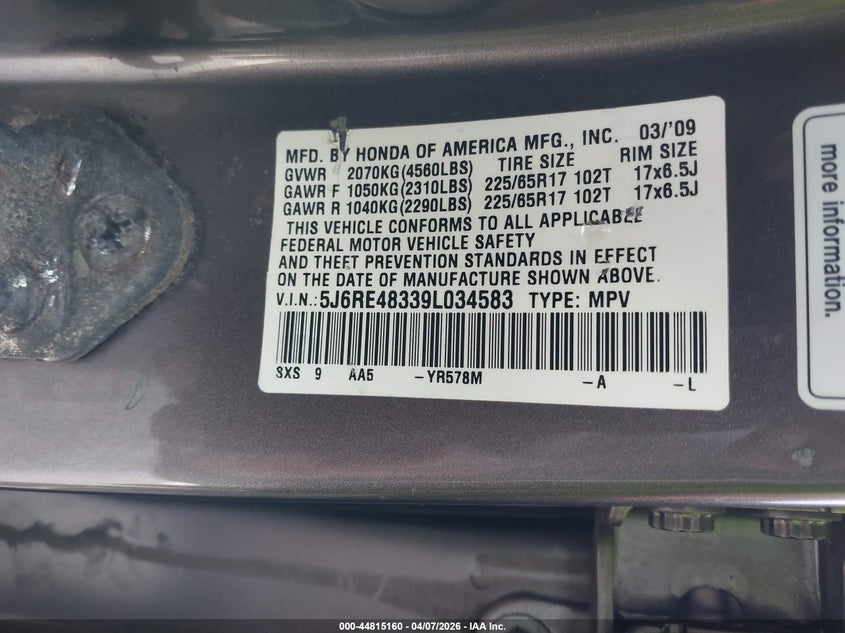 MFD. BY HONDA OF AMERICA MFG., INC. 03/'09
GVWR 2070KG(4560LBS) TIRE SIZE RIM SIZE
GAWR F 1050KG(2310LBS) 225/65R17 102T 17x6.5J
GAWR R 1040KG(2290LBS) 225/65R17 102T 17x6.5J
THIS VEHICLE CONFORMS TO ALL APPLICABLE
FEDERAL MOTOR VEHICLE SAFETY
AND THEFT PREVENTION STANDARDS IN EFFECT
ON THE DATE OF MANUFACTURE SHOWN ABOVE.
V.I.N.:5J6RE48339L034583 TYPE: MPV
SXS 9 AA5 -YR578M -A -L
more information.
000-44815160 - 04/07/2026 - IAA Inc.